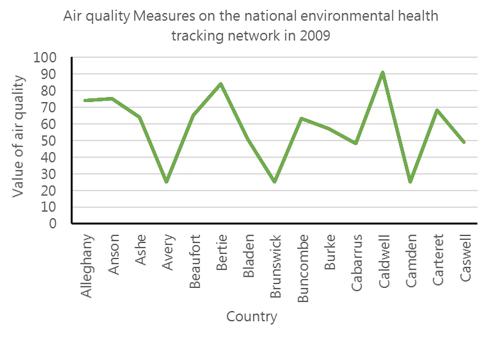 Air quality Measures on the national environmental health
tracking network in 2009
Value of air quality
100
90
80
70
60
50
40
30
20
10
0
Alleghany
Anson
Ashe
Avery
Beaufort
Bertie
Bladen
Brunswick
Buncombe
Burke
Cabarrus
Caldwell
Camden
Carteret
Caswell
Country